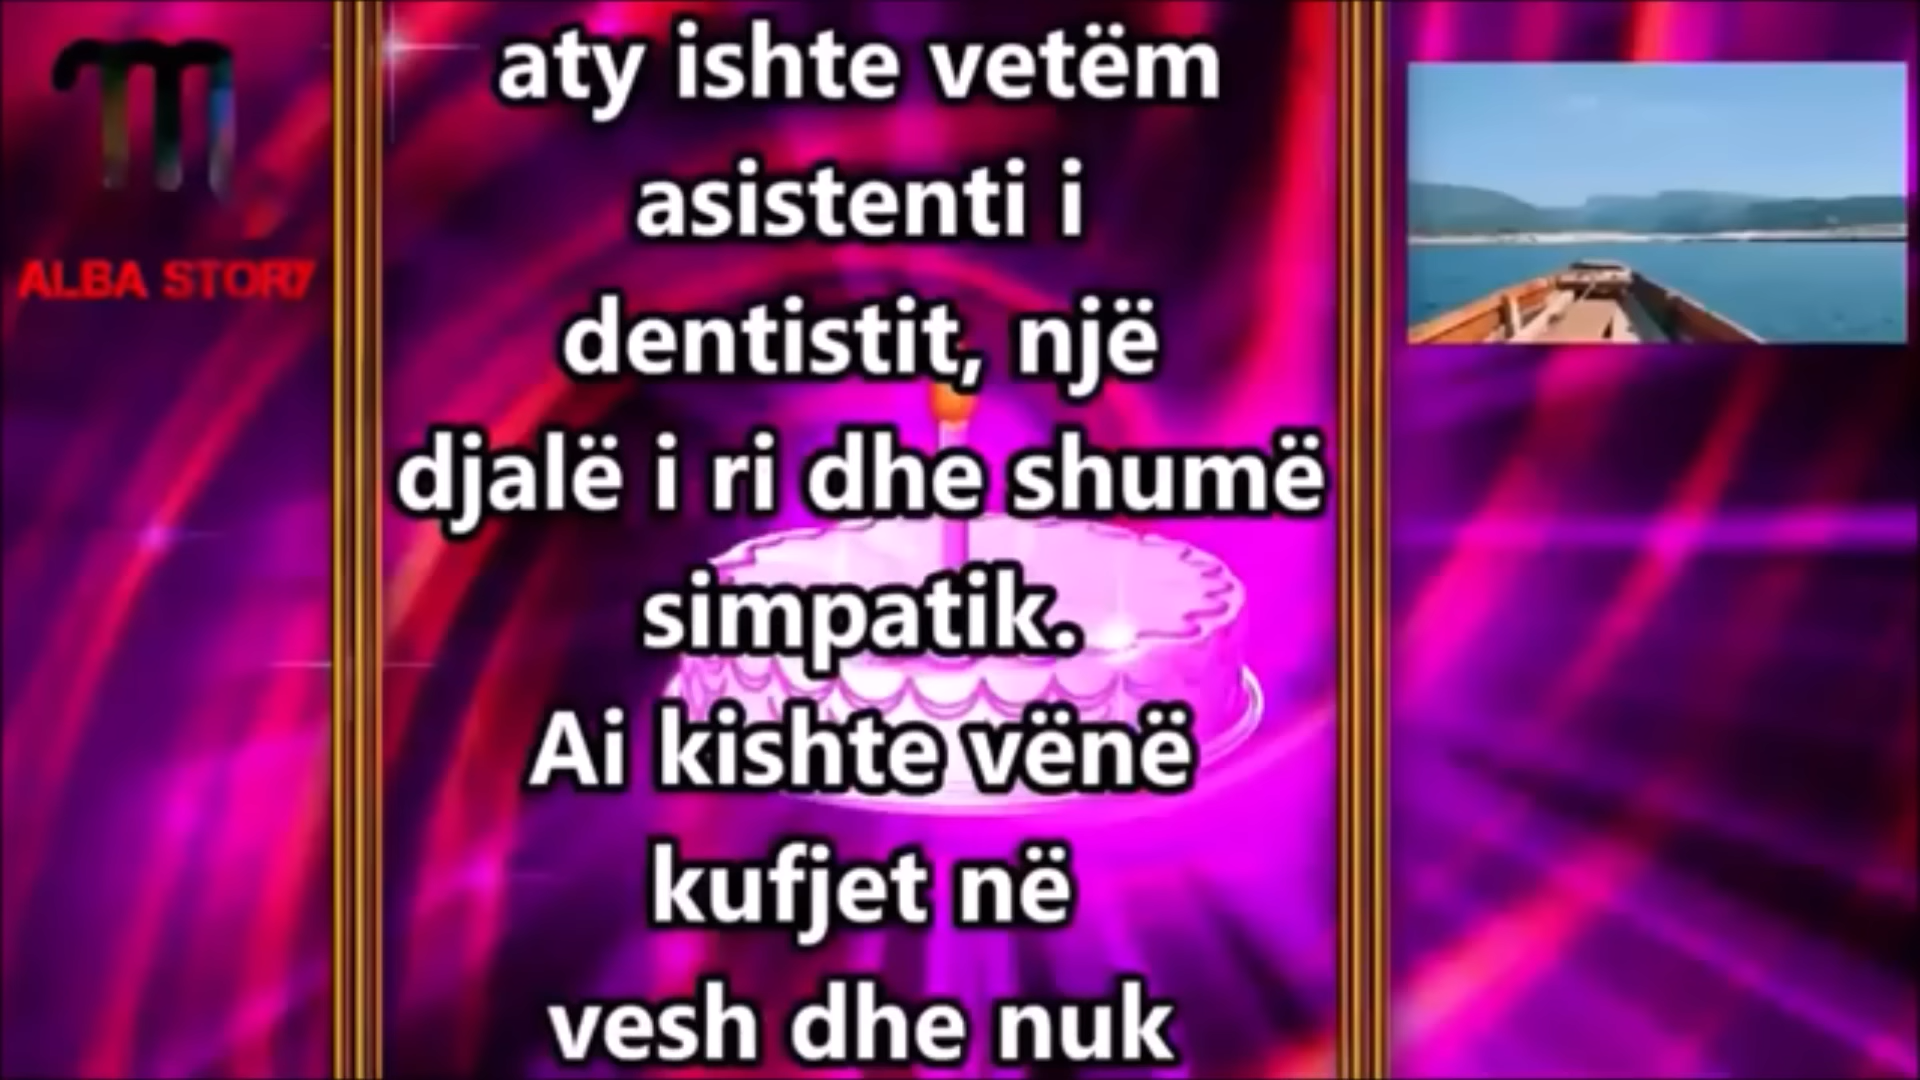 aty ishte vetëm
asistenti i
dentistit, një
djalë i ri dhe shumë
simpatik.
Ai kishte vënë
kufjet në
vesh dhe nuk
ALBA STORY